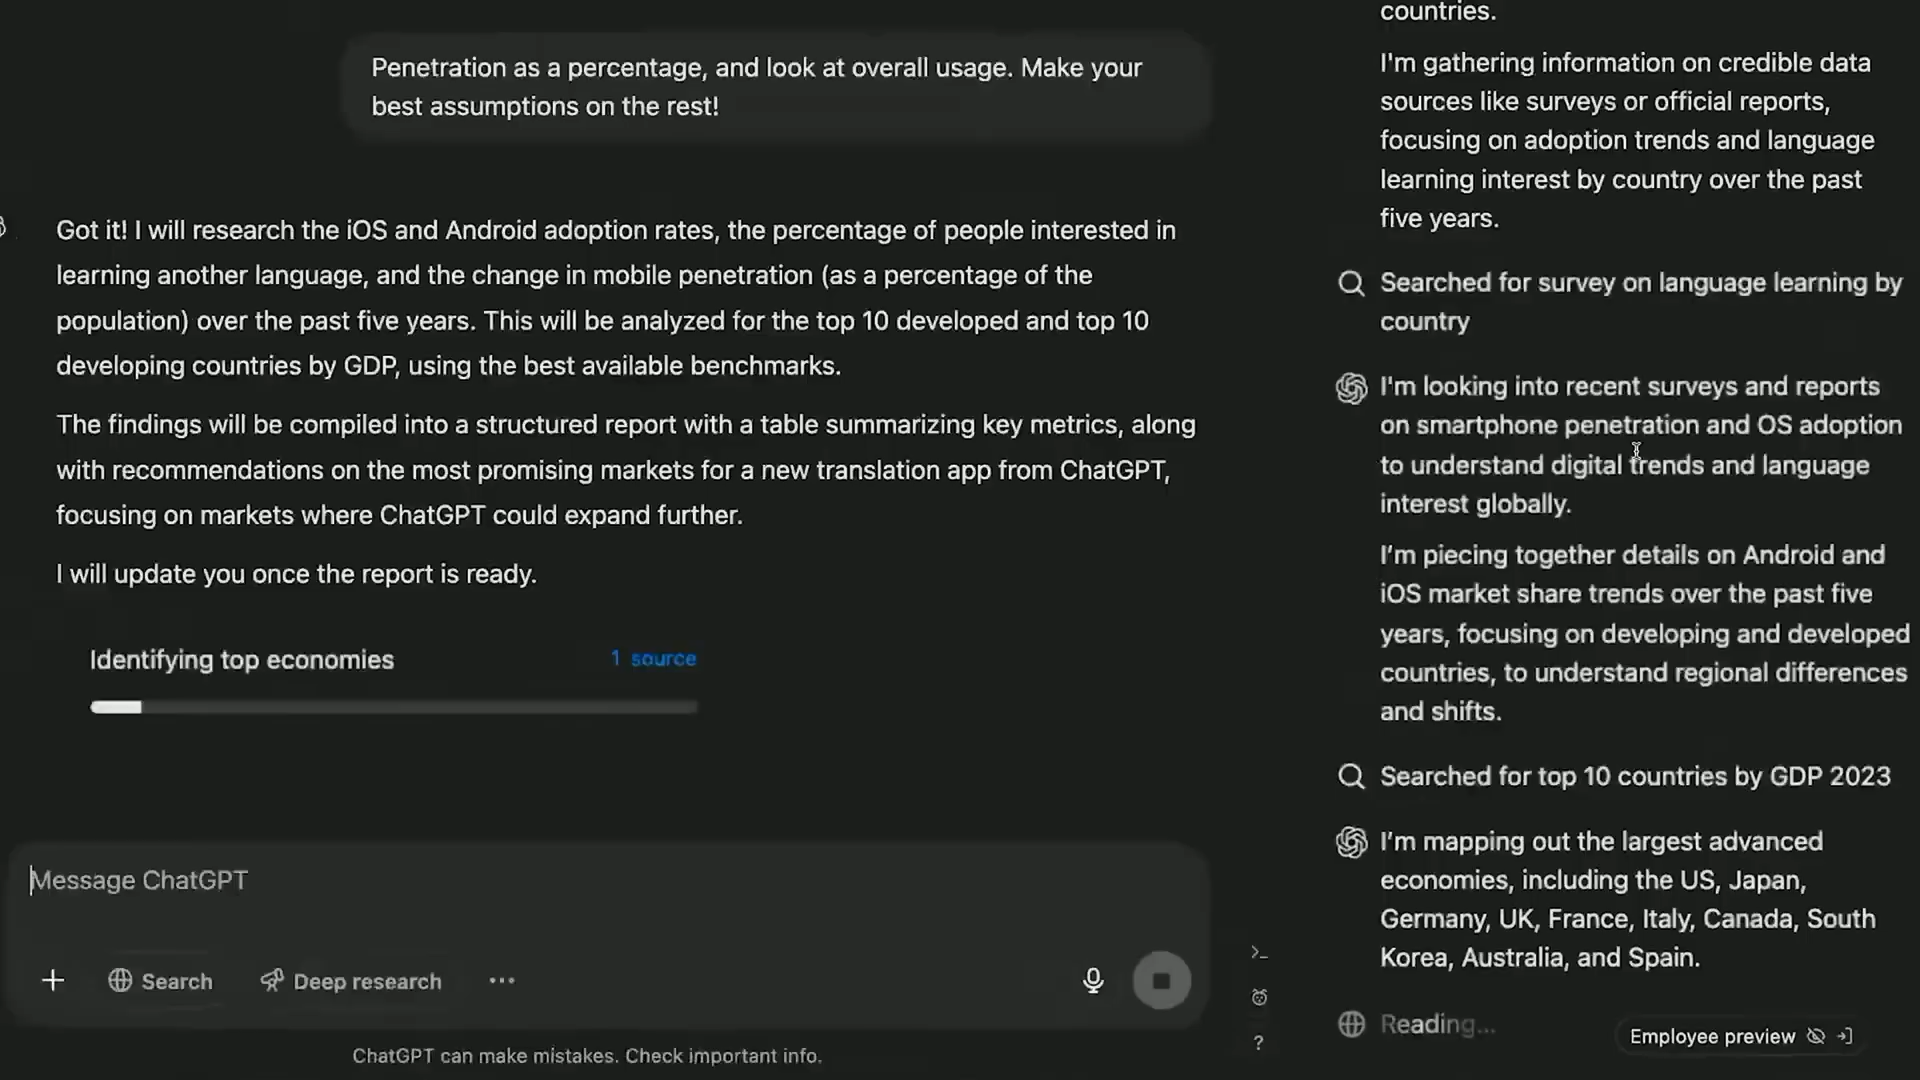 Penetration as a percentage, and look at overall usage. Make your
best assumptions on the rest!
Got it! I will research the iOS and Android adoption rates, the percentage of people interested in
learning another language, and the change in mobile penetration (as a percentage of the
population) over the past five years. This will be analyzed for the top 10 developed and top 10
developing countries by GDP, using the best available benchmarks.
The findings will be compiled into a structured report with a table summarizing key metrics, along
with recommendations on the most promising markets for a new translation app from ChatGPT,
focusing on markets where ChatGPT could expand further.
I will update you once the report is ready.
Identifying top economies
1 source
Message ChatGPT
Search
Deep research
ChatGPT can make mistakes. Check important info.
?
countries.
I'm gathering information on credible data
sources like surveys or official reports,
focusing on adoption trends and language
learning interest by country over the past
five years.
Searched for survey on language learning by
country
I'm looking into recent surveys and reports
on smartphone penetration and OS adoption
to understand digital trends and language
interest globally.
I’m piecing together details on Android and
iOS market share trends over the past five
years, focusing on developing and developed
countries, to understand regional differences
and shifts.
Searched for top 10 countries by GDP 2023
I’m mapping out the largest advanced
economies, including the US, Japan,
Germany, UK, France, Italy, Canada, South
Korea, Australia, and Spain.
Reading...
Employee preview